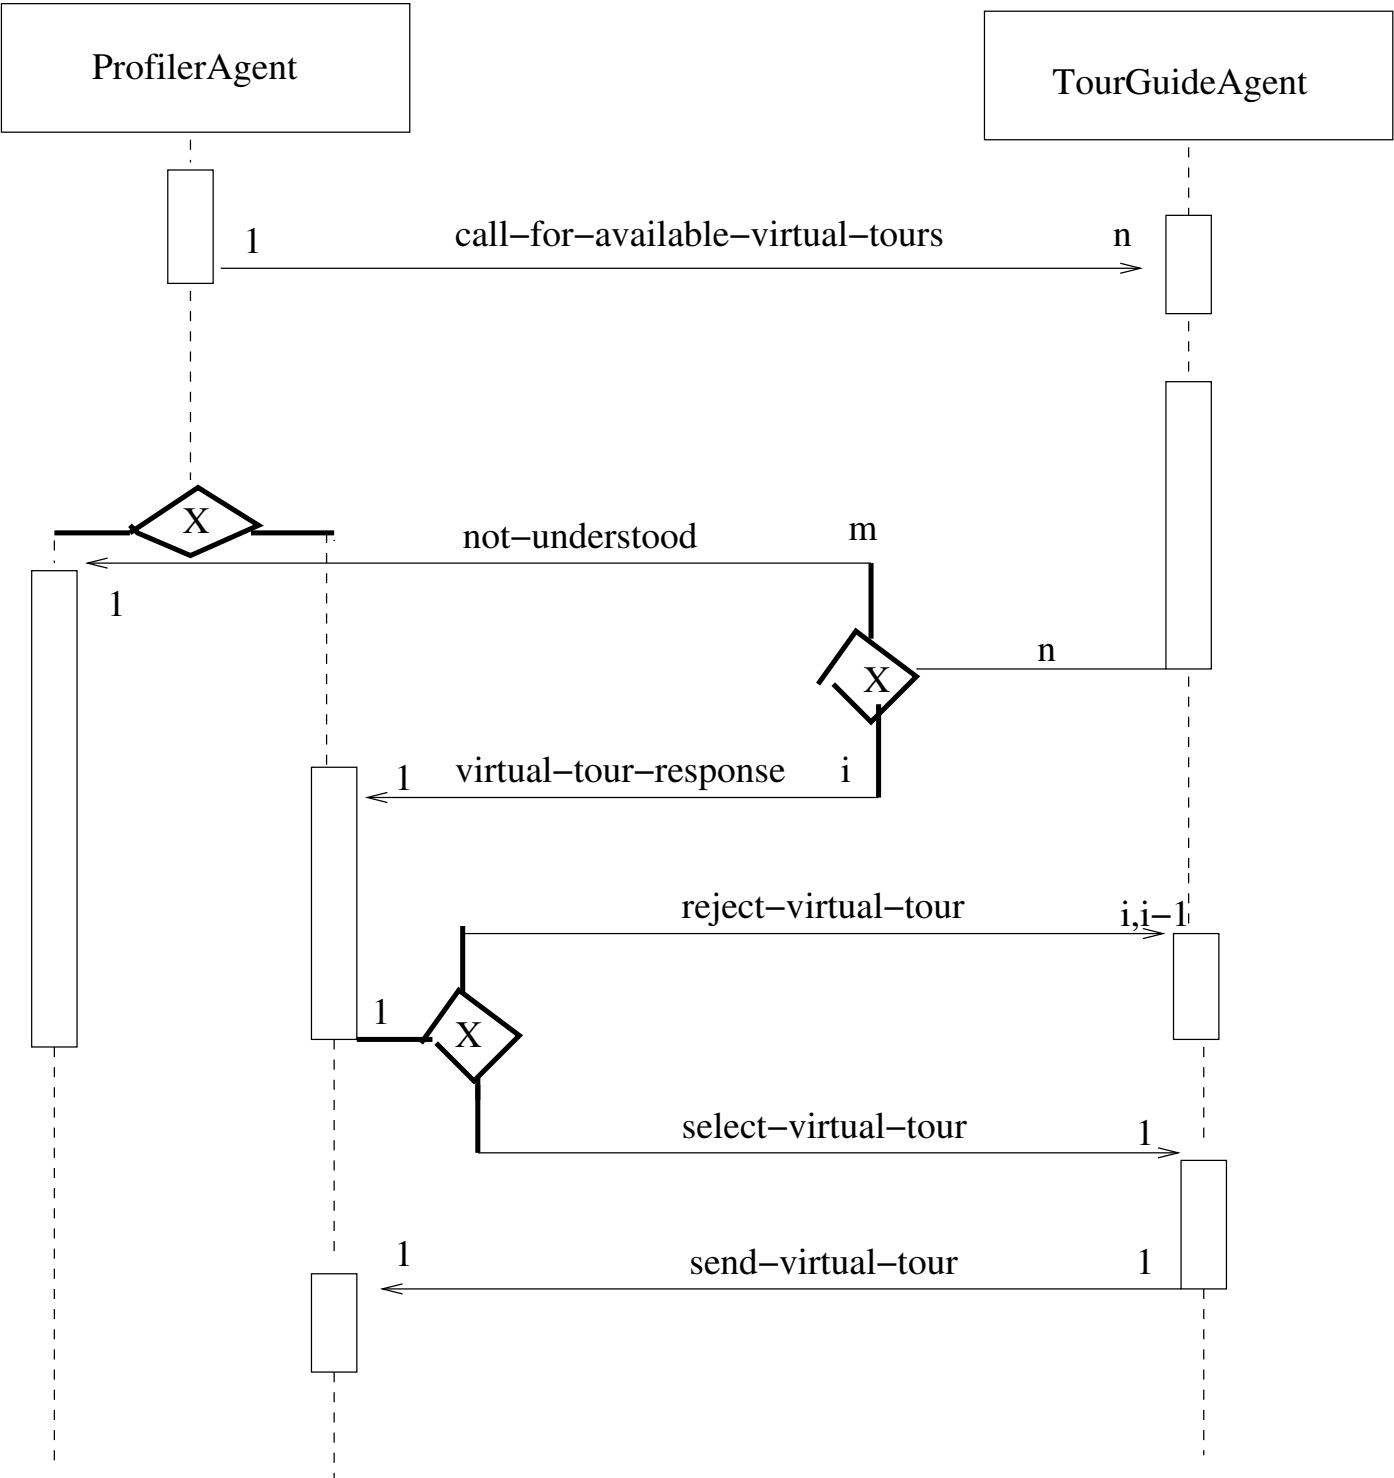 ProfilerAgent
TourGuideAgent
1 call−for−available−virtual−tours n
X
not−understood m
1
n
X
1 virtual−tour−response i
reject−virtual−tour i,i−1
1
X
select−virtual−tour 1
1 send−virtual−tour 1